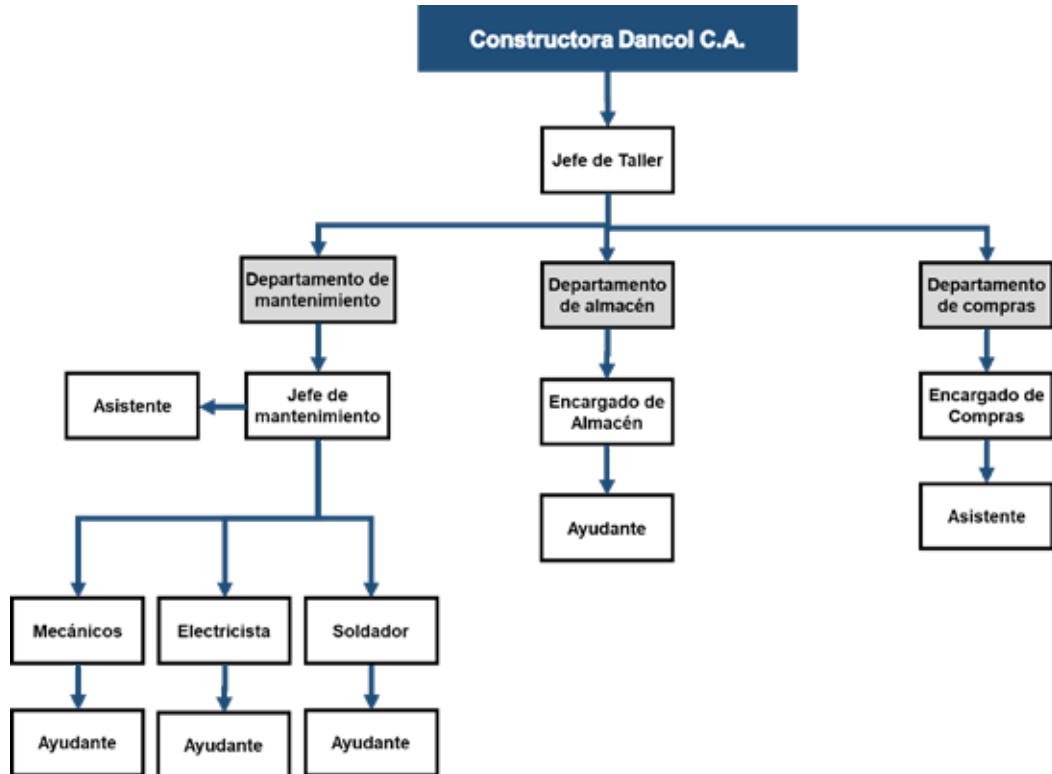 Constructora Dancol C.A.
Jefe de Taller
Departamento de
mantenimiento
Departamento
de almacén
Departamento
de compras
Asistente
Jefe de
mantenimiento
Encargado de
Almacén
Encargado de
Compras
Ayudante
Asistente
Mecánicos
Electricista
Soldador
Ayudante
Ayudante
Ayudante